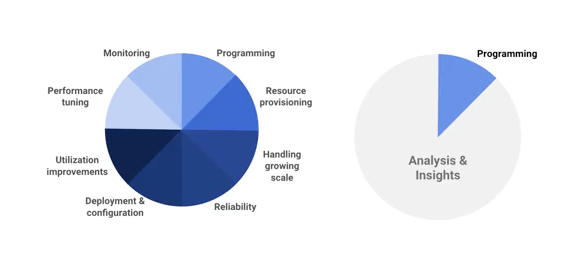 Monitoring
Programming
Performance
tuning
Resource
provisioning
Utilization
improvements
Handling
growing
scale
Deployment &
configuration
Reliability
Programming
Analysis &
Insights